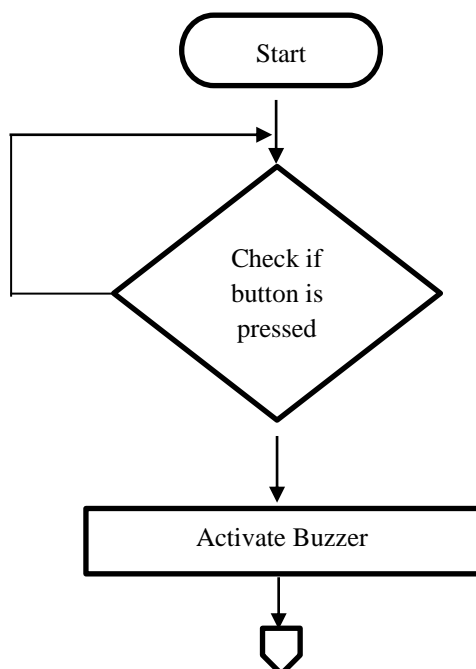 Start
Check if
button is
pressed
Activate Buzzer